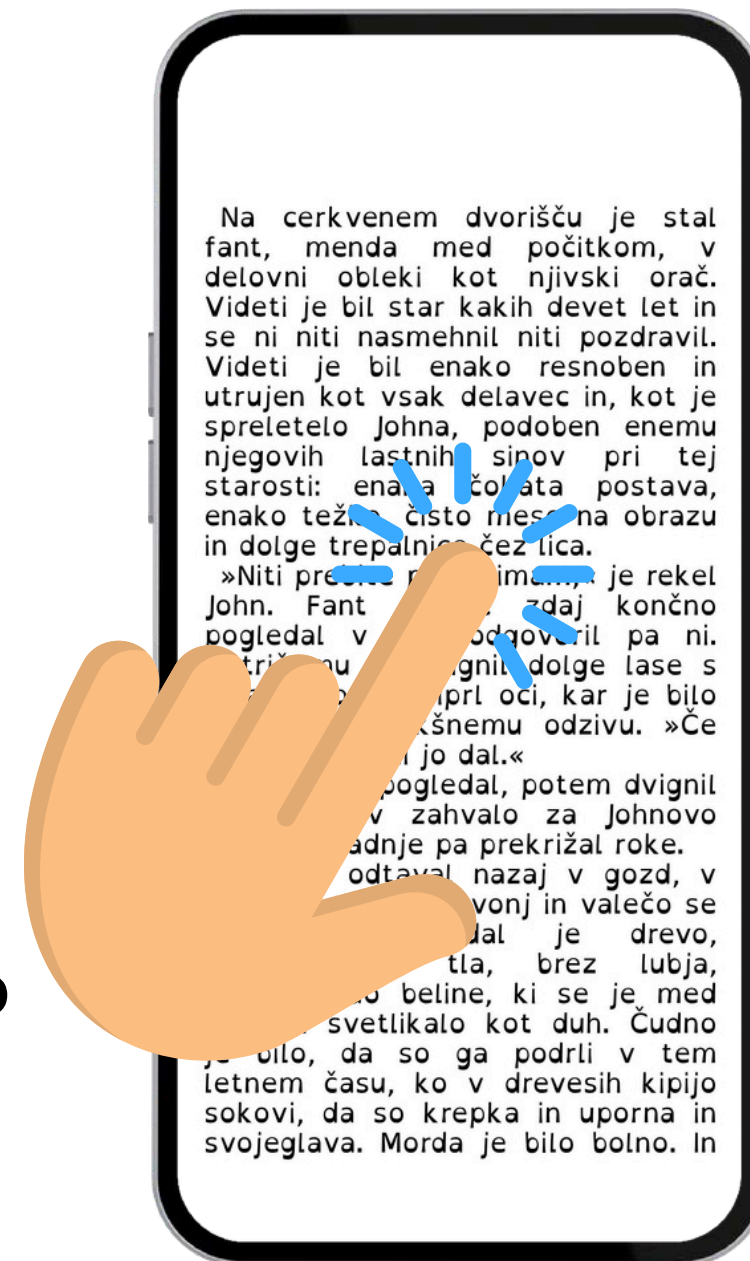 Na cerkvenem dvorišču je stal
fant, menda med počitkom, v
delovni obleki kot njivski orač.
Videti je bil star kakih devet let in
se ni niti nasmehnil niti pozdravil.
Videti je bil enako resnoben in
utrujen kot vsak delavec in, kot je
spreletelo Johna, podoben enemu
njegovih lastnih sinov pri tej
starosti: enaka čokata postava,
enako čisto meso na obrazu
in dolge trepalnice čez lica.
»Niti je rekel
John. Fant zdaj končno
pogledal v odgovoril pa ni.
dolge lase s
oči, kar je bilo
odzivu. »Če
jo dal.«
pogledal, potem dvignil
v zahvalo za Johnovo
pa prekrižal roke.
odtaval nazaj v gozd, v
vonj in valečo se
je drevo,
tla, brez lubja,
beline, ki se je med
svetlikalo kot duh. Čudno
je bilo, da so ga podrli v tem
letnem času, ko v drevesih kipijo
sokovi, da so krepka in uporna in
svojeglava. Morda je bilo bolno. In